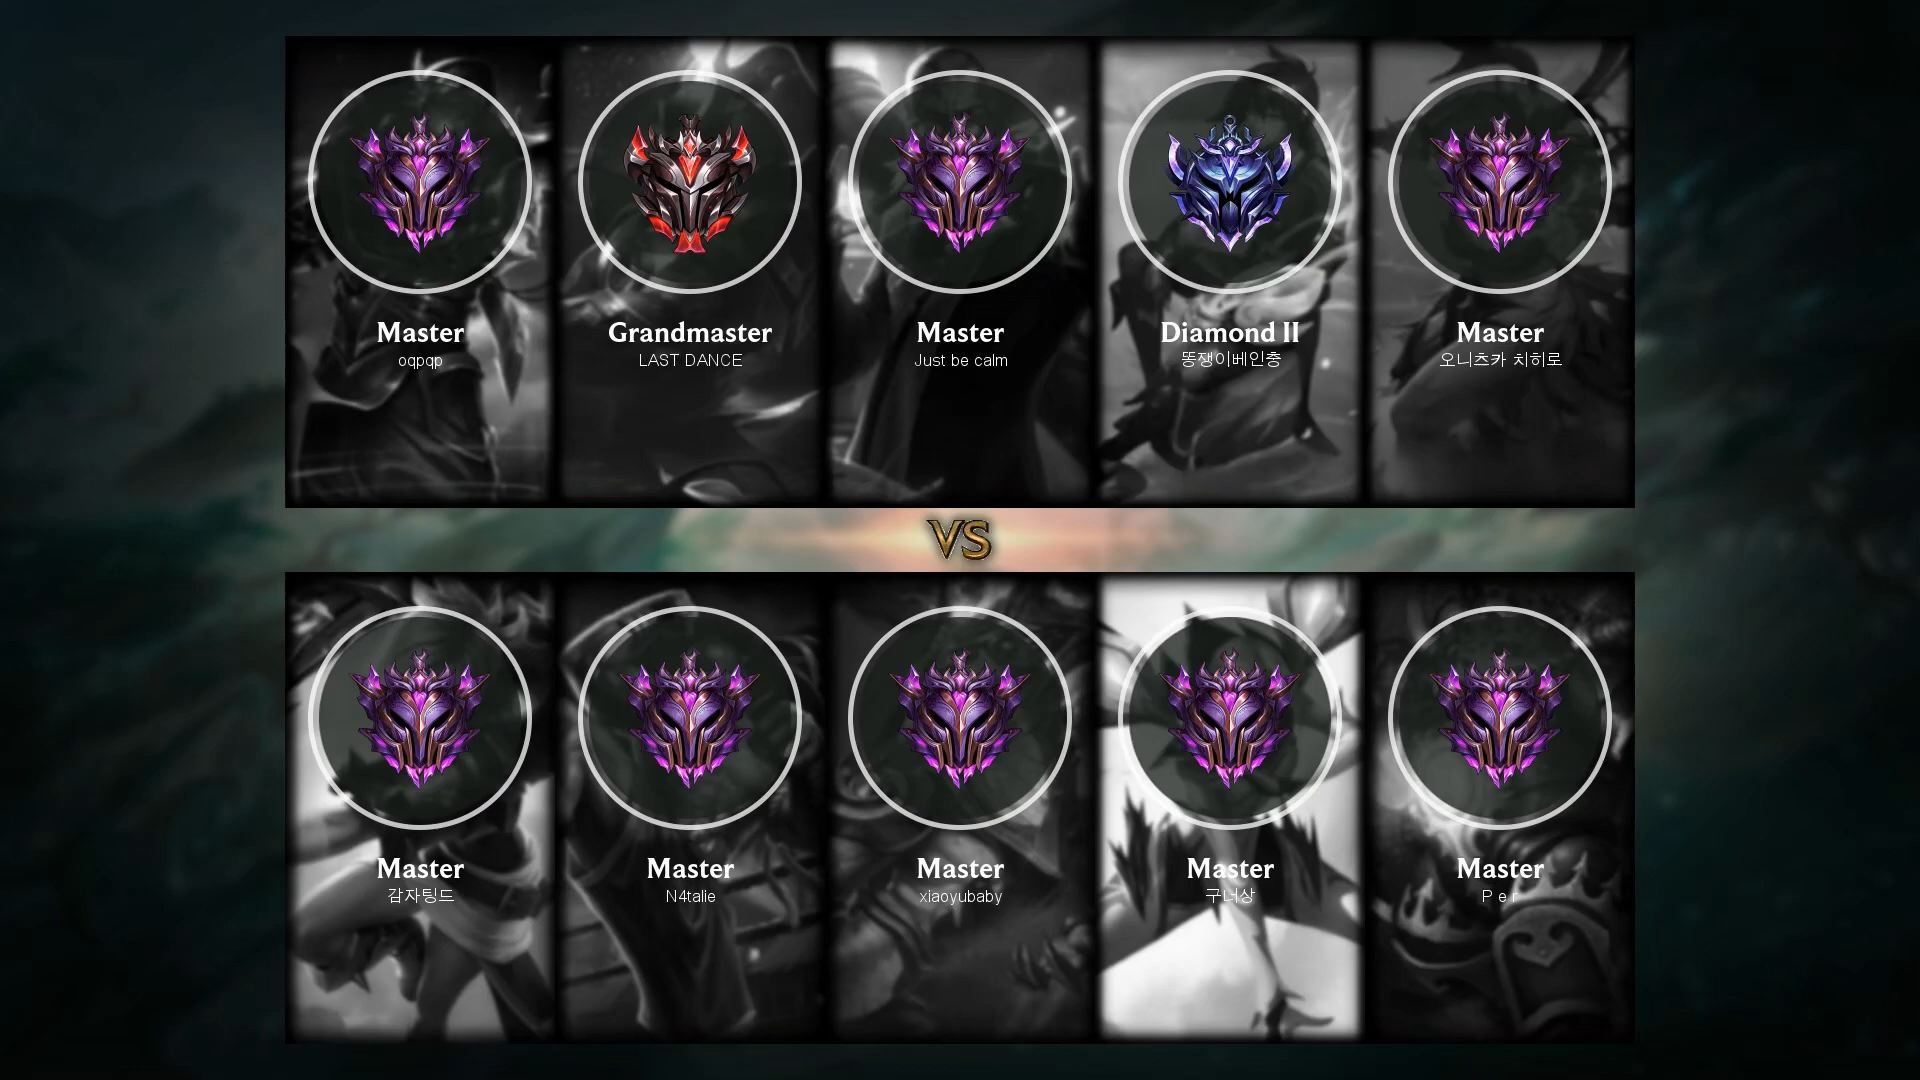 Master
oqpqp
Grandmaster
LAST DANCE
Master
Just be calm
Diamond II
똥쟁이베인충
Master
오니츠카 치히로
VS
Master
감자팅드
Master
N4talie
Master
xiaoyubaby
Master
구너상
Master
P e r